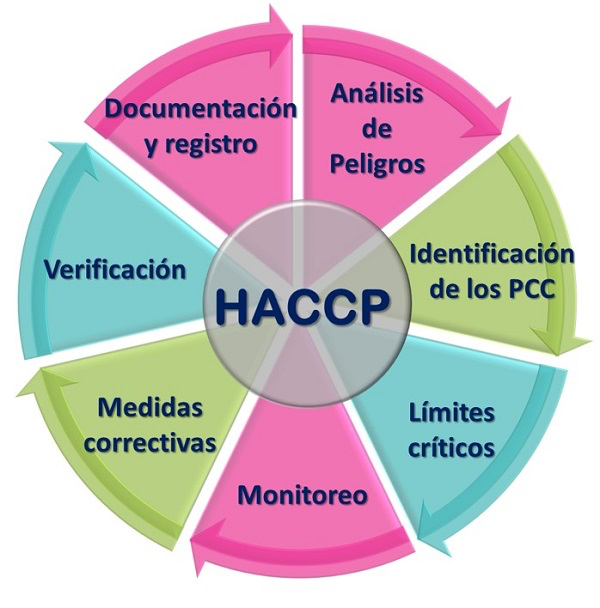 Análisis
de
Peligros
Identificación
de los PCC
Límites
críticos
Monitoreo
Medidas
correctivas
Verificación
Documentación
y registro
HACCP